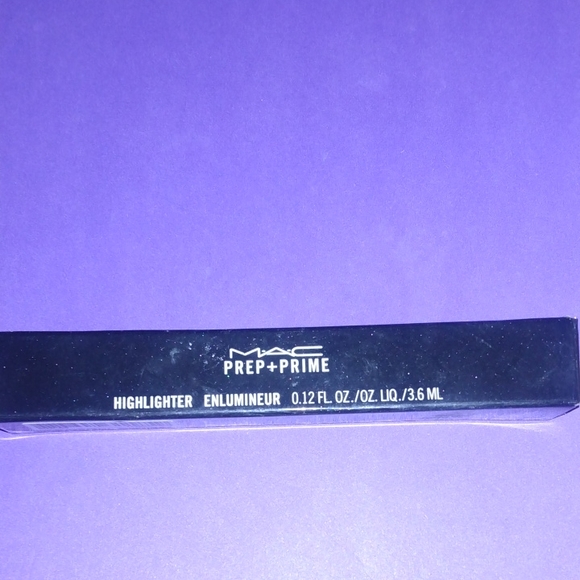 MAC
PREP+PRIME
HIGHLIGHTER ENLUMINEUR 0.12 FL. OZ./OZ. LIQ./3.6 ML